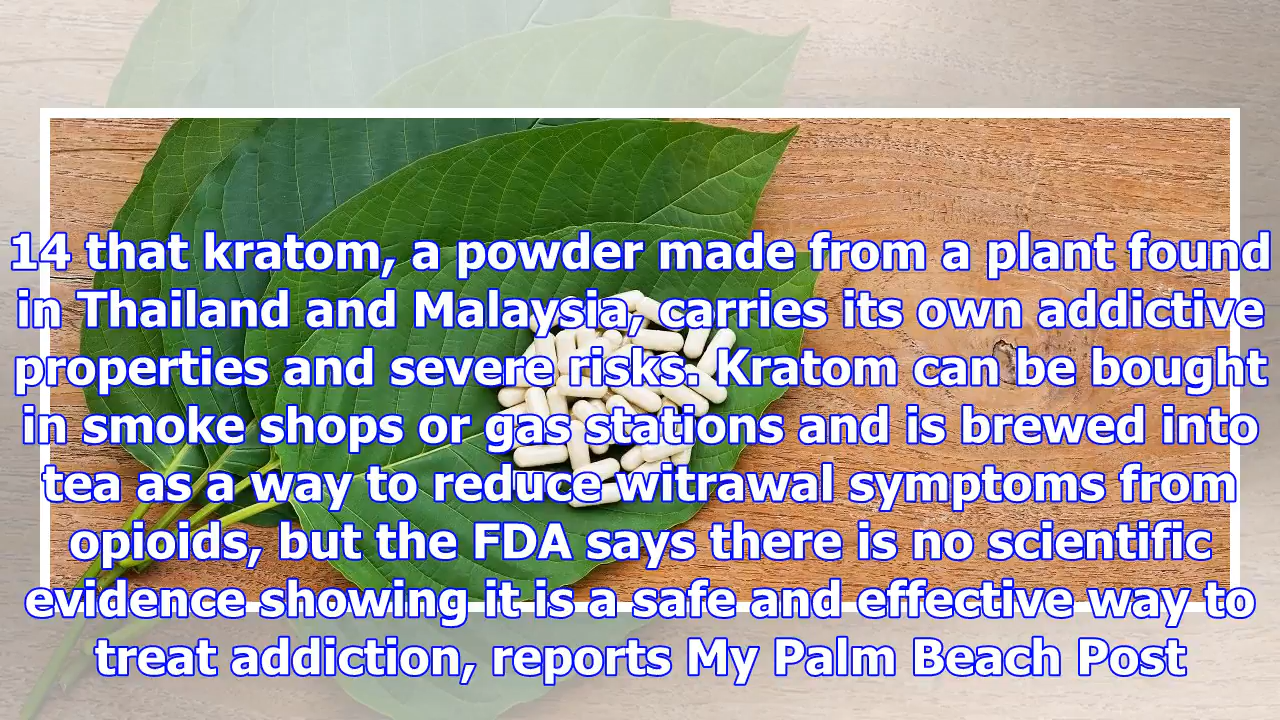 14 that kratom, a powder made from a plant found
in Thailand and Malaysia, carries its own addictive
properties and severe risks. Kratom can be bought
in smoke shops or gas stations and is brewed into
tea as a way to reduce witrawal symptoms from
opioids, but the FDA says there is no scientific
evidence showing it is a safe and effective way to
treat addiction, reports My Palm Beach Post